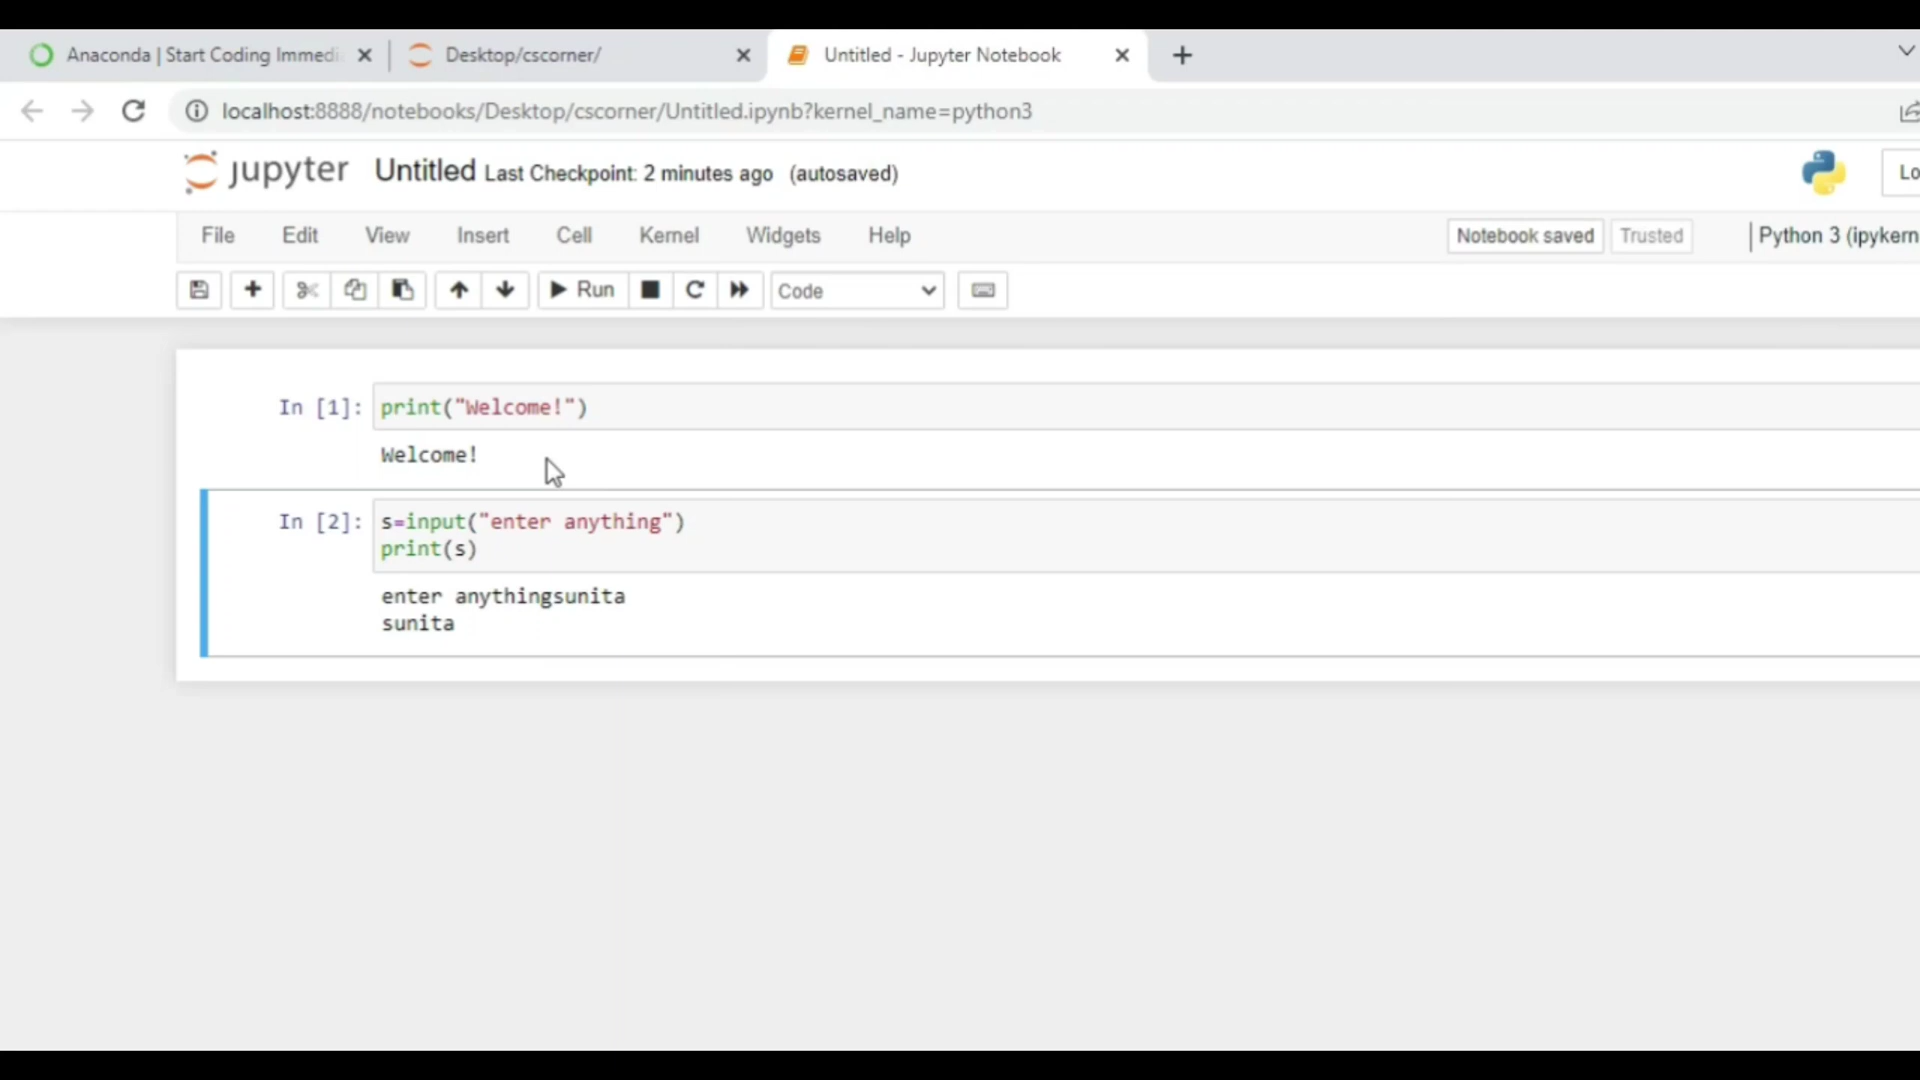 Anaconda | Start Coding Immedi
Desktop/cscorner/
Untitled - Jupyter Notebook
localhost:8888/notebooks/Desktop/cscorner/Untitled.ipynb?kernel_name=python3
jupyter Untitled Last Checkpoint: 2 minutes ago (autosaved)
Lo
File Edit View Insert Cell Kernel Widgets Help
Notebook saved Trusted Python 3 (ipykern
Run Code
In [1]: print("Welcome!")
Welcome!
In [2]: s=input("enter anything")
print(s)
enter anythingsunita
sunita